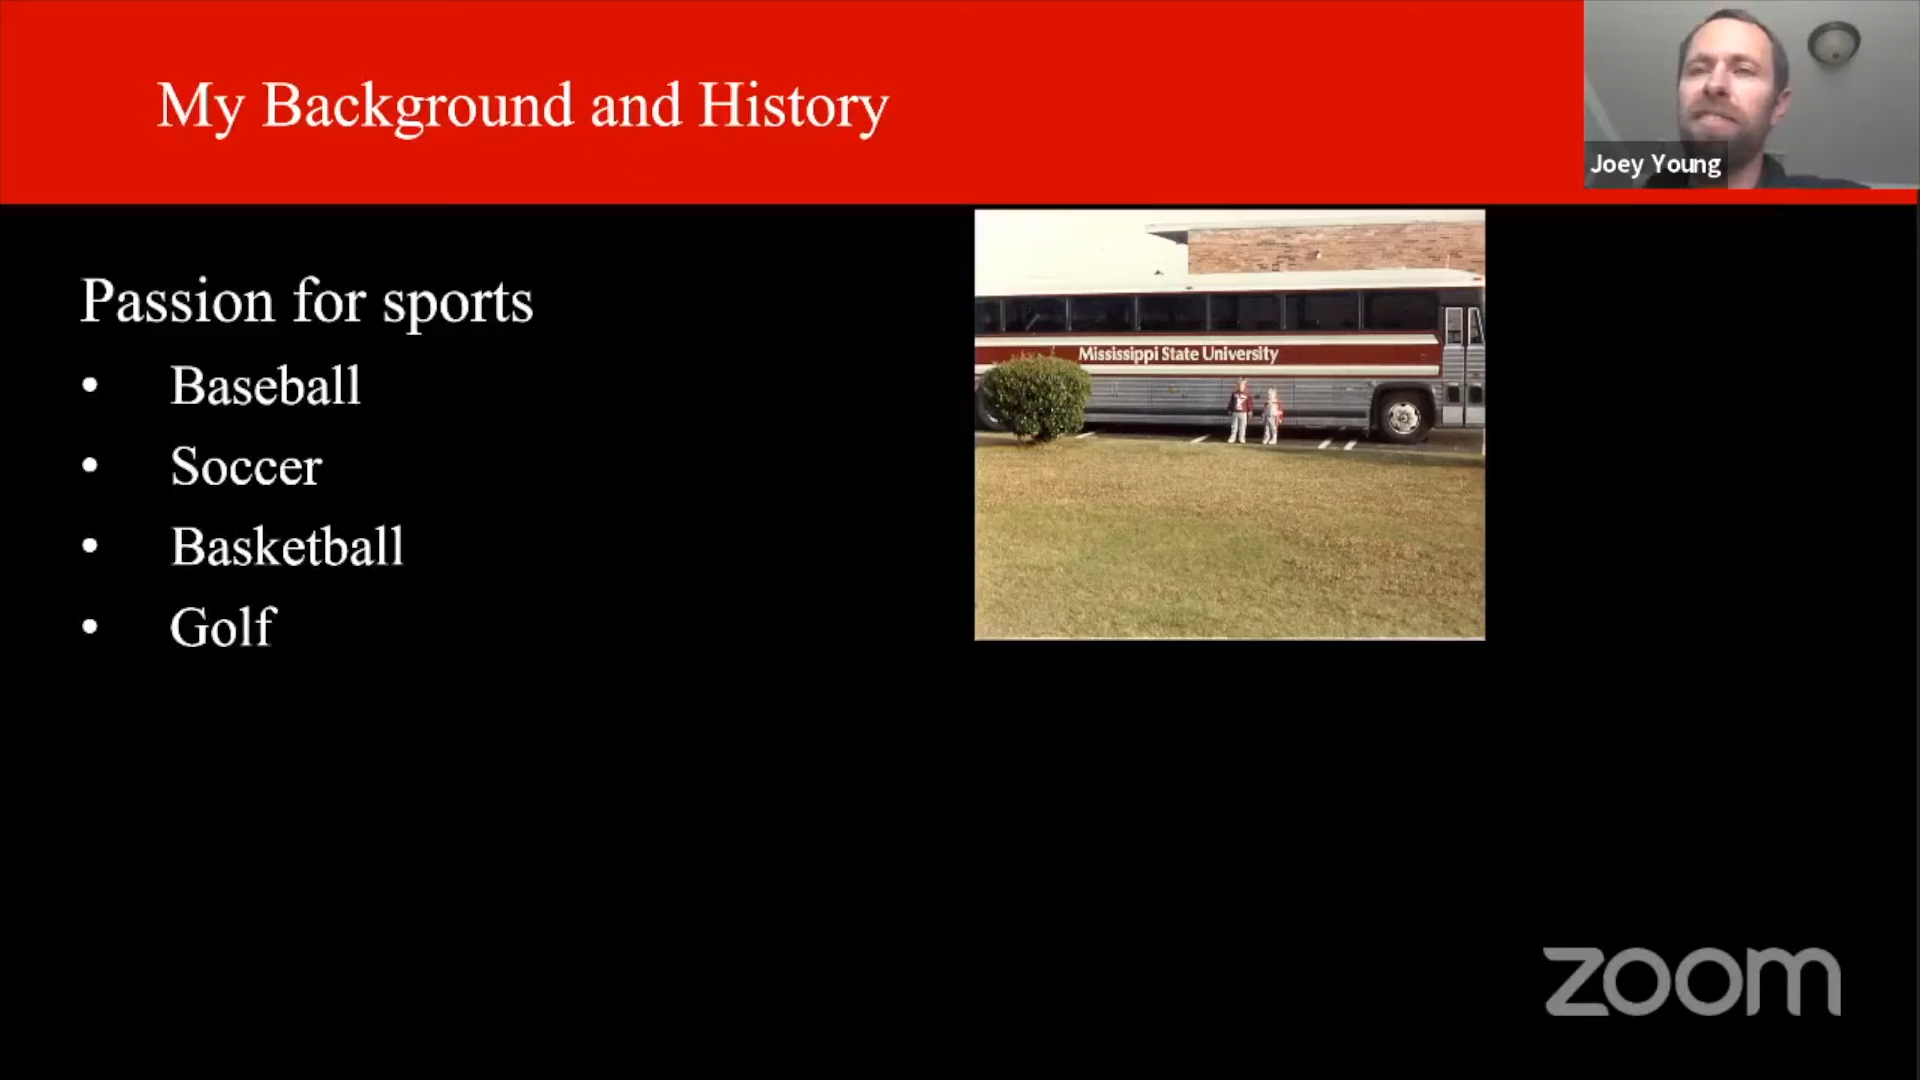 My Background and History
Joey Young
Passion for sports
• Baseball
• Soccer
• Basketball
• Golf
Mississippi State University
zoom